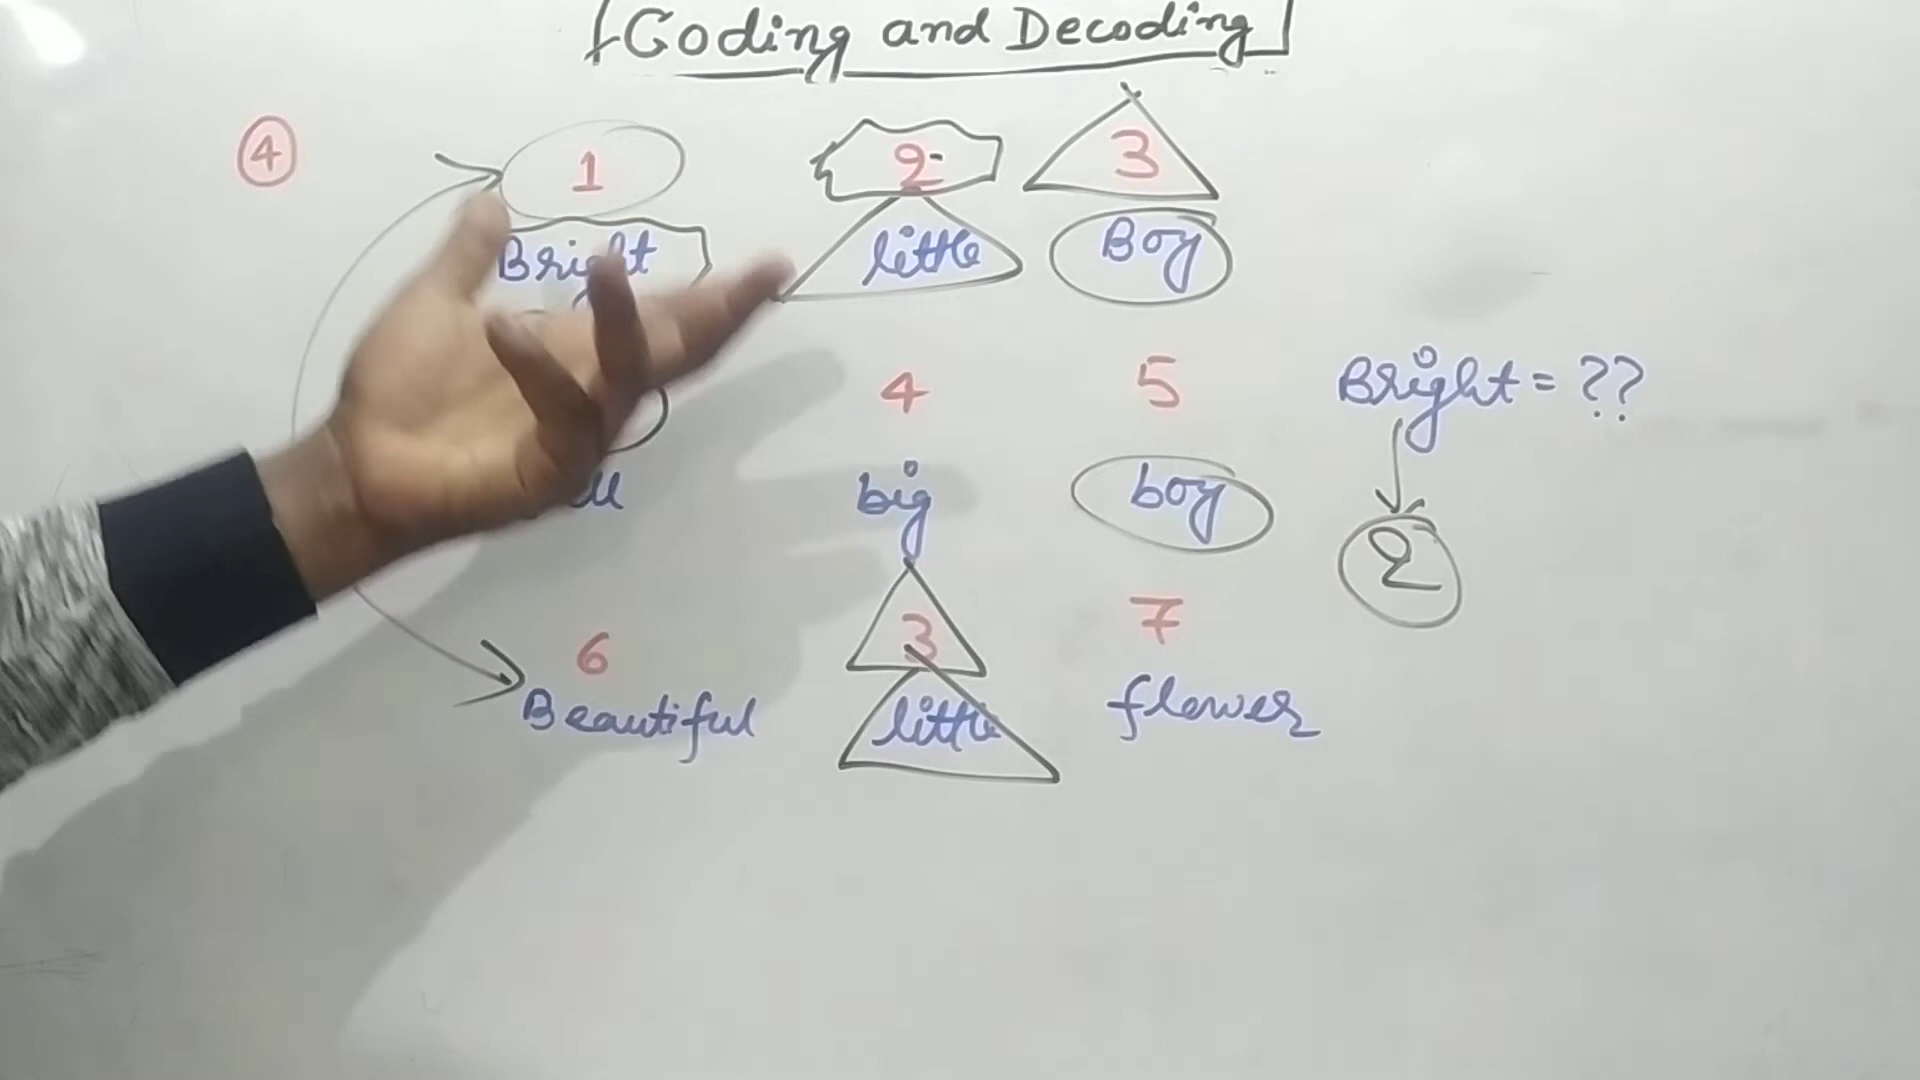 Coding and Decoding
4 1 2 3
Bright little Boy
4 5 Bright = ??
big boy 2
6 3 7
Beautiful little flower